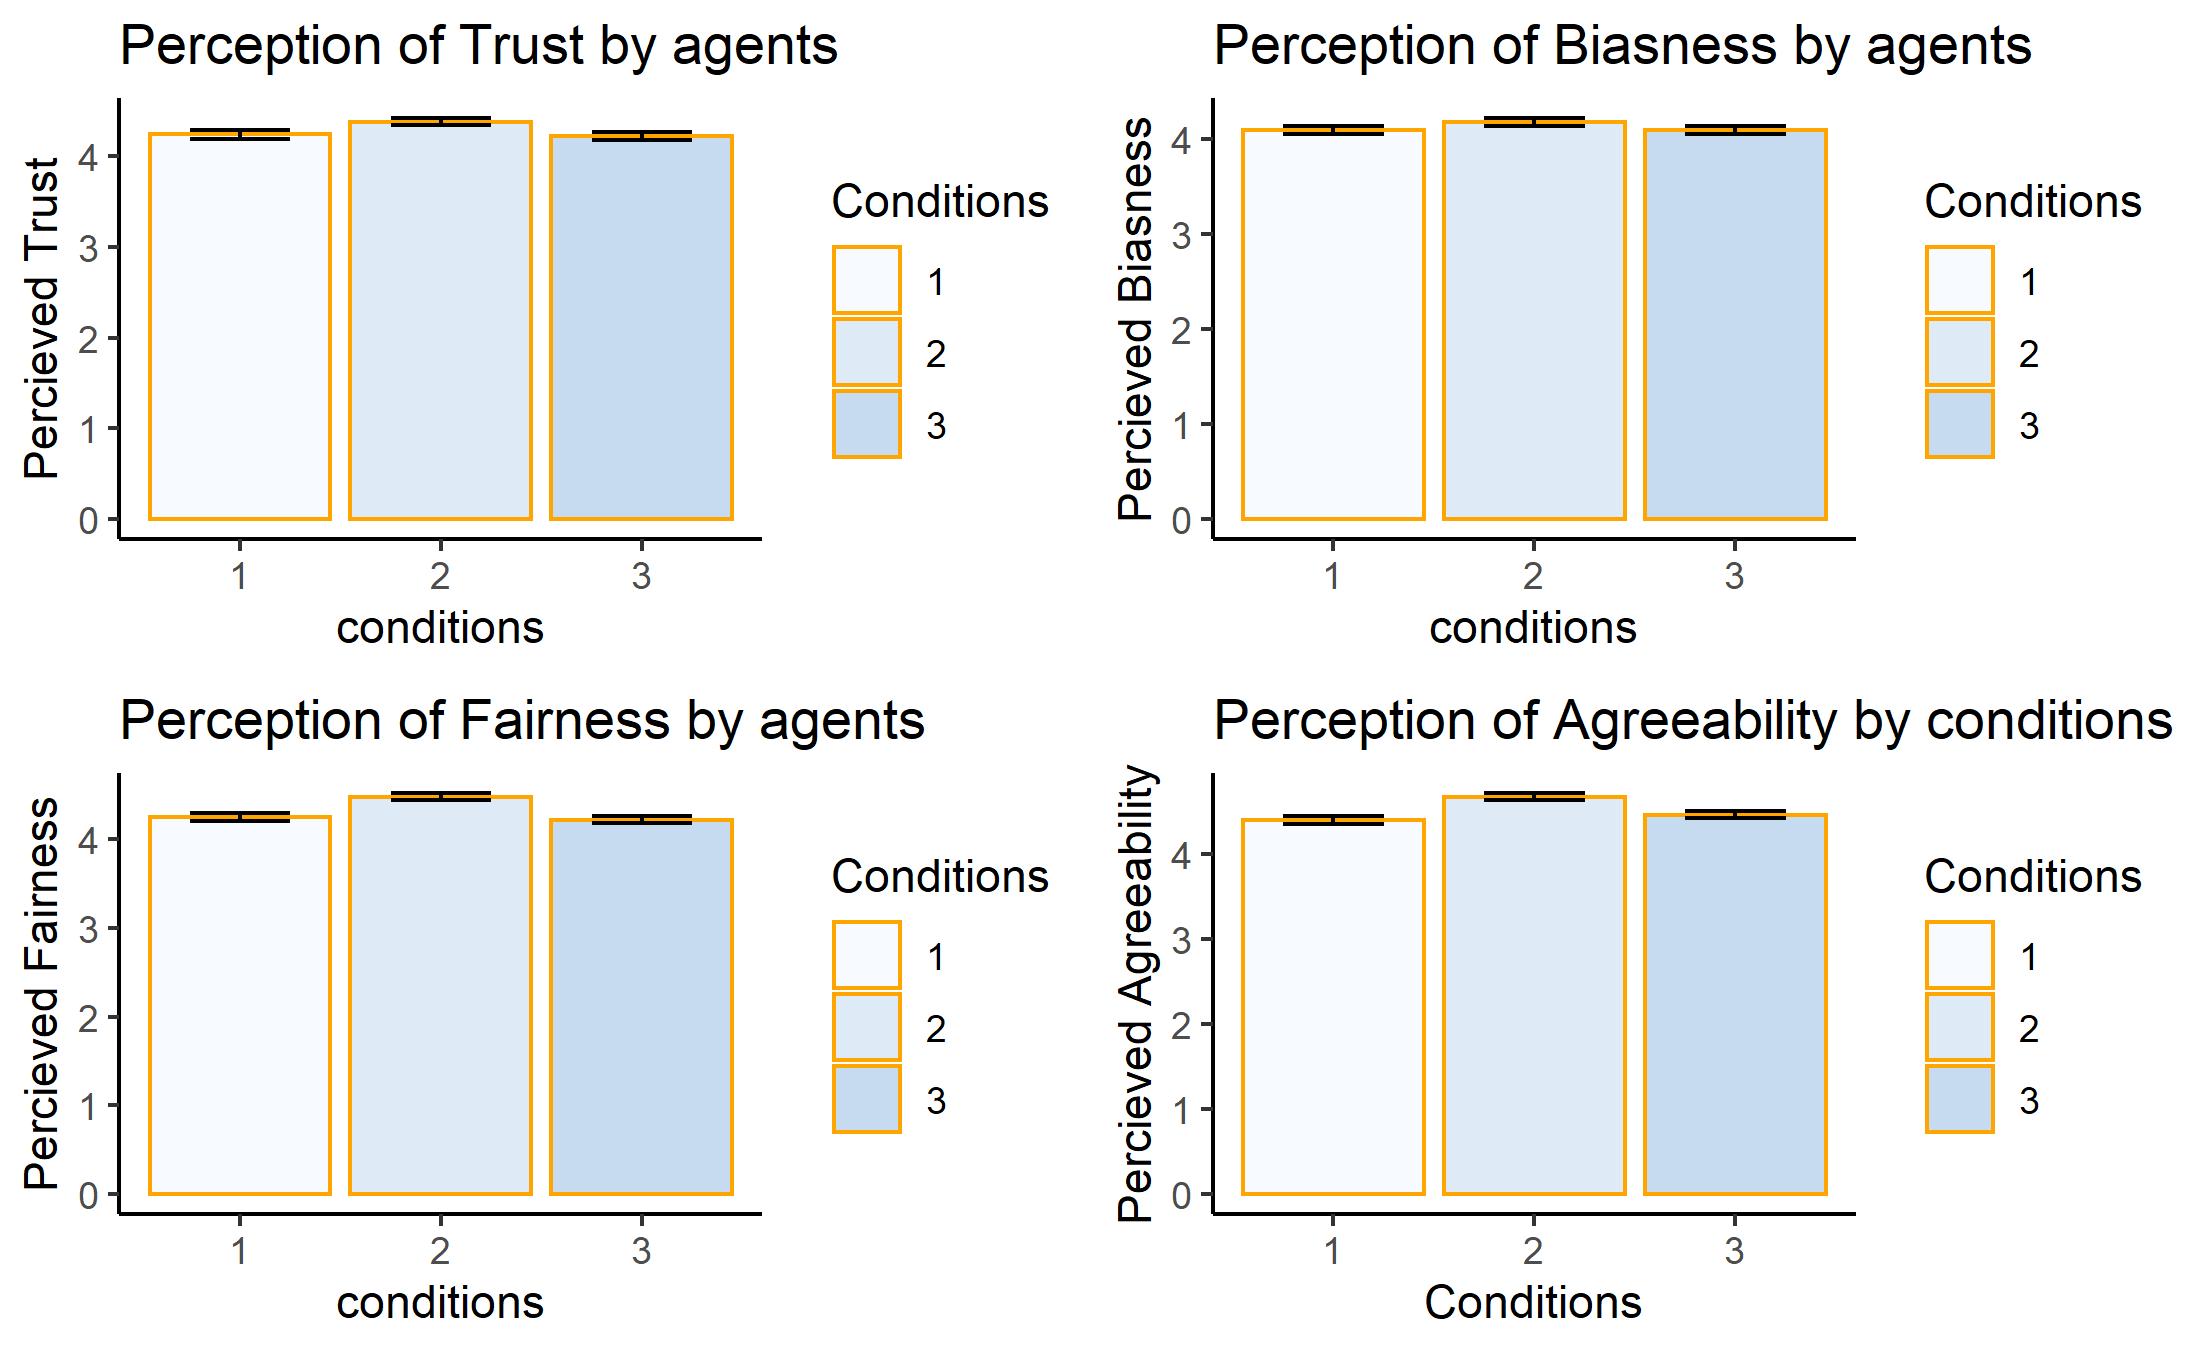 Perception of Trust by agents
Percieved Trust
4
3
2
1
0
1 2 3
conditions
Conditions
1
2
3
Perception of Biasness by agents
Percieved Biasness
4
3
2
1
0
1 2 3
conditions
Conditions
1
2
3
Perception of Fairness by agents
Percieved Fairness
4
3
2
1
0
1 2 3
conditions
Conditions
1
2
3
Perception of Agreeability by conditions
Percieved Agreeability
4
3
2
1
0
1 2 3
Conditions
Conditions
1
2
3